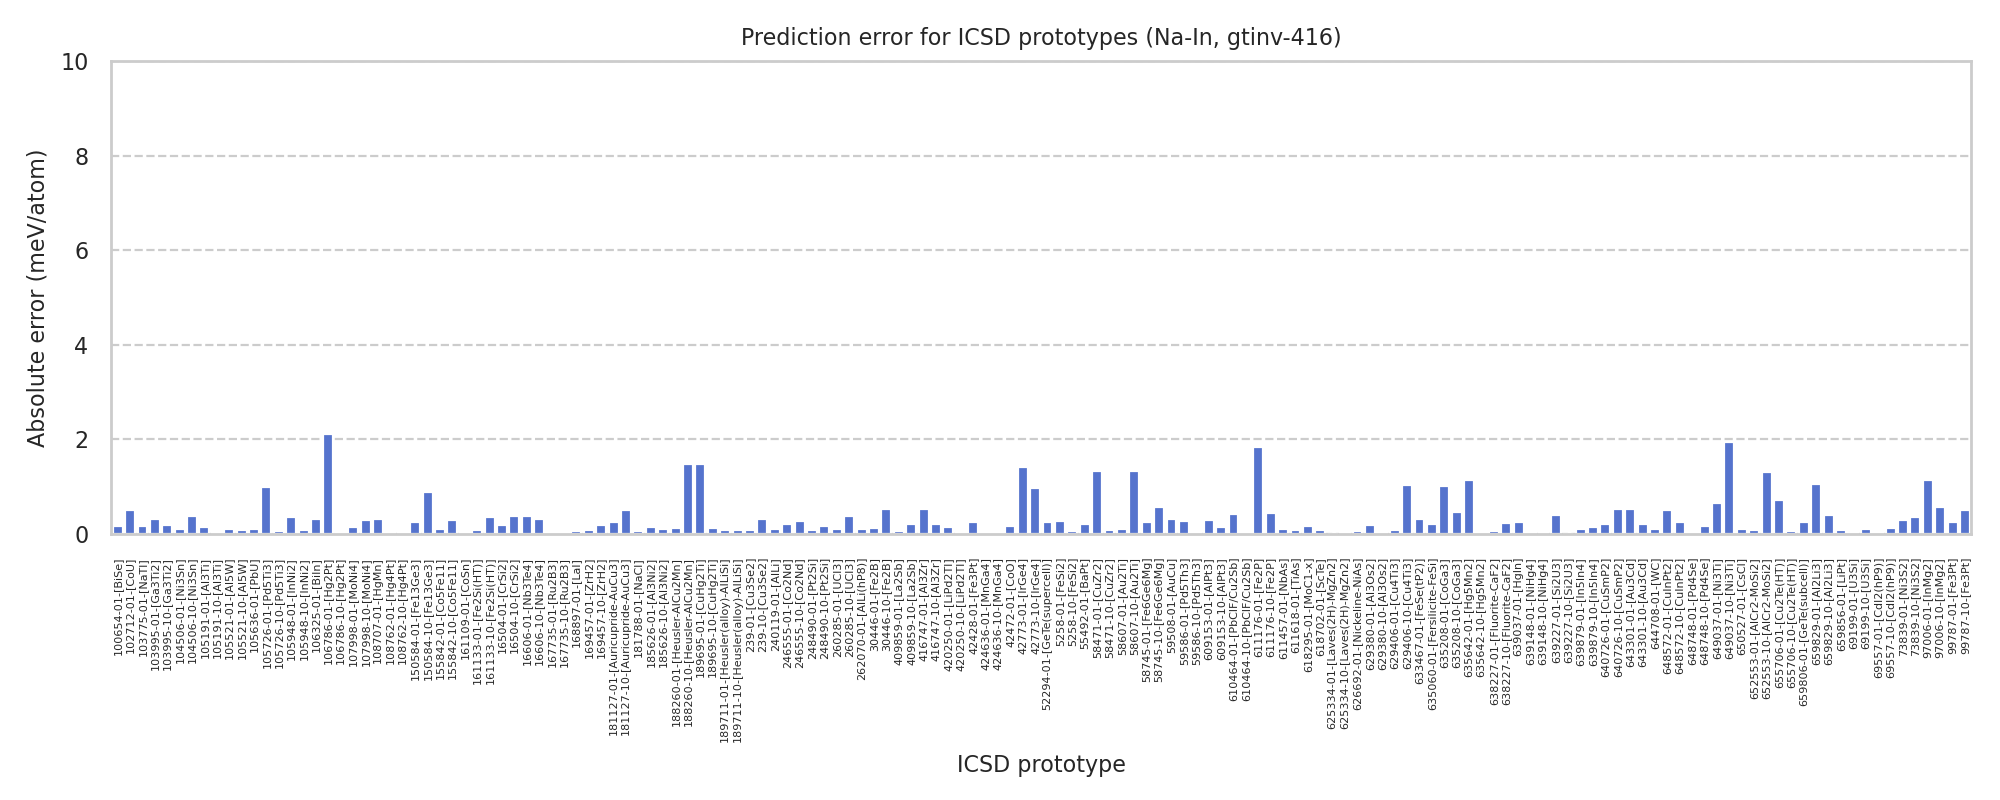 Prediction error for ICSD prototypes (Na-In, gtinv-416)
Absolute error (meV/atom)
10
8
6
4
2
0
100654-01-[BiSe]
102712-01-[CoU]
103775-01-[NaTl]
103995-01-[Ga3Ti2]
103995-10-[Ga3Ti2]
104506-01-[Ni3Sn]
104506-10-[Ni3Sn]
105191-01-[Al3Ti]
105191-10-[Al3Ti]
105521-01-[Al5W]
105521-10-[Al5W]
105636-01-[PbU]
105726-01-[Pd5Ti3]
105726-10-[Pd5Ti3]
105948-01-[InNi2]
105948-10-[InNi2]
106325-01-[BiIn]
106786-01-[Hg2Pt]
106786-10-[Hg2Pt]
107998-01-[MoNi4]
107998-10-[MoNi4]
108707-01-[HgMn]
108762-01-[Hg4Pt]
108762-10-[Hg4Pt]
150584-01-[Fe13Ge3]
150584-10-[Fe13Ge3]
155842-01-[Co5Fe11]
155842-10-[Co5Fe11]
161109-01-[CoSn]
161133-01-[Fe2Si(HT)]
161133-10-[Fe2Si(HT)]
16504-01-[CrSi2]
16504-10-[CrSi2]
16606-01-[Nb3Te4]
16606-10-[Nb3Te4]
167735-01-[Ru2B3]
167735-10-[Ru2B3]
168897-01-[LaI]
169457-01-[ZrH2]
169457-10-[ZrH2]
181127-01-[Auricupride-AuCu3]
181127-10-[Auricupride-AuCu3]
181788-01-[NaCl]
185626-01-[Al3Ni2]
185626-10-[Al3Ni2]
188260-01-[Heusler-AlCu2Mn]
188260-10-[Heusler-AlCu2Mn]
189695-01-[CuHg2Ti]
189695-10-[CuHg2Ti]
189711-01-[Heusler(alloy)-AlLiSi]
189711-10-[Heusler(alloy)-AlLiSi]
239-01-[Cu3Se2]
239-10-[Cu3Se2]
240119-01-[AlLi]
246555-01-[Co2Nd]
246555-10-[Co2Nd]
248490-01-[Pt2Si]
248490-10-[Pt2Si]
260285-01-[UCl3]
260285-10-[UCl3]
262070-01-[AlLi(hP8)]
30446-01-[Fe2B]
30446-10-[Fe2B]
409859-01-[La2Sb]
409859-10-[La2Sb]
416747-01-[Al3Zr]
416747-10-[Al3Zr]
420250-01-[LiPd2Tl]
420250-10-[LiPd2Tl]
42428-01-[Fe3Pt]
424636-01-[MnGa4]
424636-10-[MnGa4]
42472-01-[CoO]
42773-01-[IrGe4]
42773-10-[IrGe4]
52294-01-[GeTe(supercell)]
5258-01-[FeSi2]
5258-10-[FeSi2]
55492-01-[BaPt]
58471-01-[CuZr2]
58471-10-[CuZr2]
58607-01-[Au2Ti]
58607-10-[Au2Ti]
58745-01-[Fe6Ge6Mg]
58745-10-[Fe6Ge6Mg]
59508-01-[AuCu]
59586-01-[Pd5Th3]
59586-10-[Pd5Th3]
609153-01-[AlPt3]
609153-10-[AlPt3]
610464-01-[PbClF/Cu2Sb]
610464-10-[PbClF/Cu2Sb]
611176-01-[Fe2P]
611176-10-[Fe2P]
611457-01-[NbAs]
611618-01-[TiAs]
618295-01-[MoC1-x]
618702-01-[ScTe]
625334-01-[Laves(2H)-MgZn2]
625334-10-[Laves(2H)-MgZn2]
626692-01-[Nickeline-NiAs]
629380-01-[Al3Os2]
629380-10-[Al3Os2]
629406-01-[Cu4Ti3]
629406-10-[Cu4Ti3]
633467-01-[FeSe(tP2)]
635060-01-[Fersilicite-FeSi]
635208-01-[CoGa3]
635208-10-[CoGa3]
635642-01-[Hg5Mn2]
635642-10-[Hg5Mn2]
638227-01-[Fluorite-CaF2]
638227-10-[Fluorite-CaF2]
639037-01-[HgIn]
639148-01-[NiHg4]
639148-10-[NiHg4]
639227-01-[Si2U3]
639227-10-[Si2U3]
639879-01-[In5In4]
639879-10-[In5In4]
640726-01-[CuSmP2]
640726-10-[CuSmP2]
643301-01-[Au3Cd]
643301-10-[Au3Cd]
644708-01-[WC]
648572-01-[CuInPt2]
648572-10-[CuInPt2]
648748-01-[Pd4Se]
648748-10-[Pd4Se]
649037-01-[Ni3Ti]
649037-10-[Ni3Ti]
650527-01-[CsCl]
652553-01-[AlCr2-MoSi2]
652553-10-[AlCr2-MoSi2]
655706-01-[Cu2Te(HT)]
655706-10-[Cu2Te(HT)]
659806-01-[GeTe(subcell)]
659829-01-[Al2Li3]
659829-10-[Al2Li3]
659856-01-[LiPt]
69199-01-[U3Si]
69199-10-[U3Si]
69557-01-[CdI2(hP9)]
69557-10-[CdI2(hP9)]
73839-01-[Ni3S2]
73839-10-[Ni3S2]
97006-01-[InMg2]
97006-10-[InMg2]
99787-01-[Fe3Pt]
99787-10-[Fe3Pt]
ICSD prototype